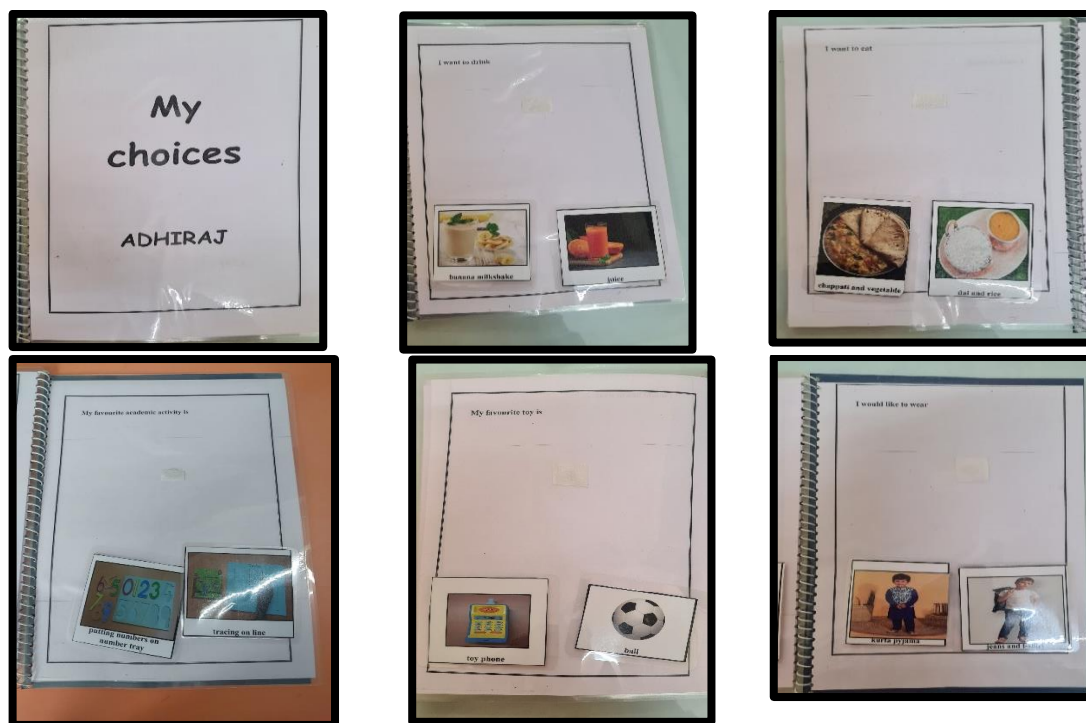 My
choices
ADHIRAJ
I want to drink
banana milkshake
juice
I want to eat
chappati and vegetable
dal and rice
My favourite academic activity is
putting numbers on
number tray
tracing on line
My favourite toy is
toy phone
ball
I would like to wear
kurta pyjama
jeans and